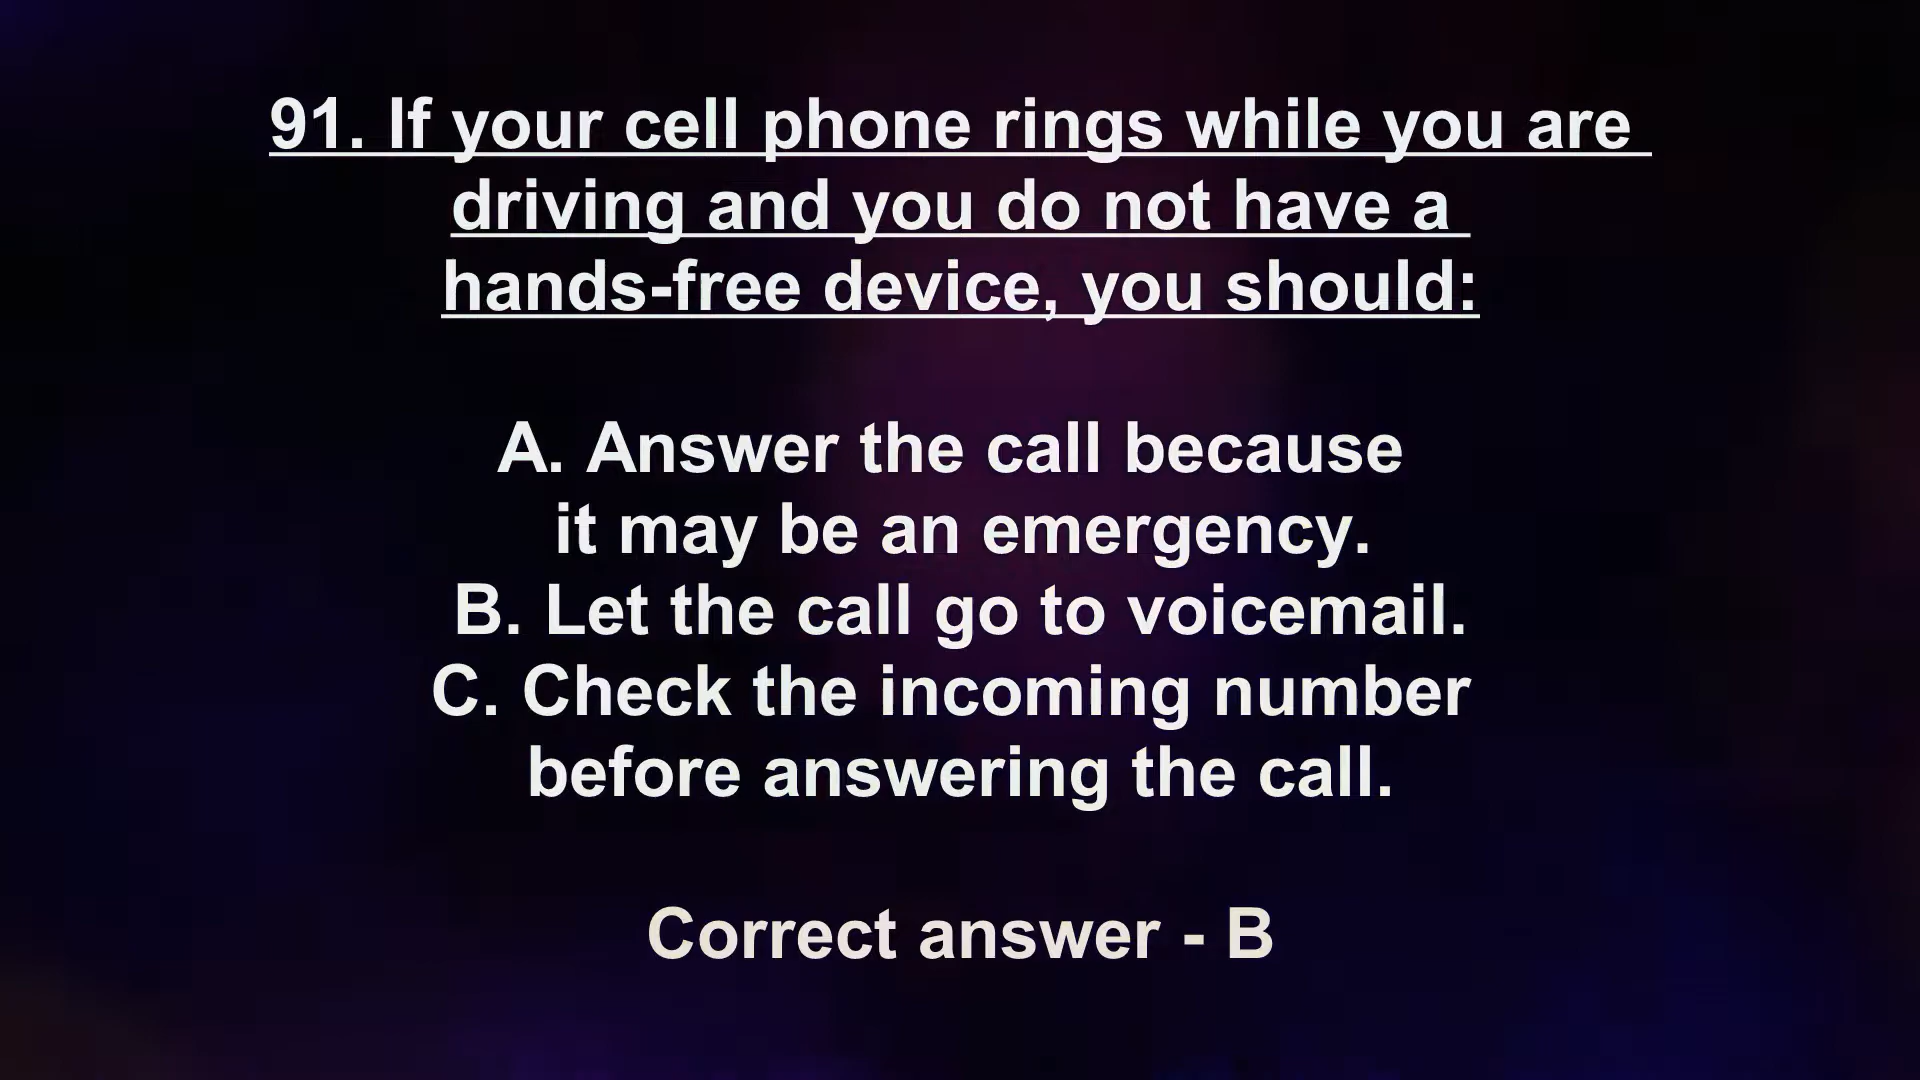 91. If your cell phone rings while you are
driving and you do not have a
hands-free device, you should:
A. Answer the call because
it may be an emergency.
B. Let the call go to voicemail.
C. Check the incoming number
before answering the call.
Correct answer - B